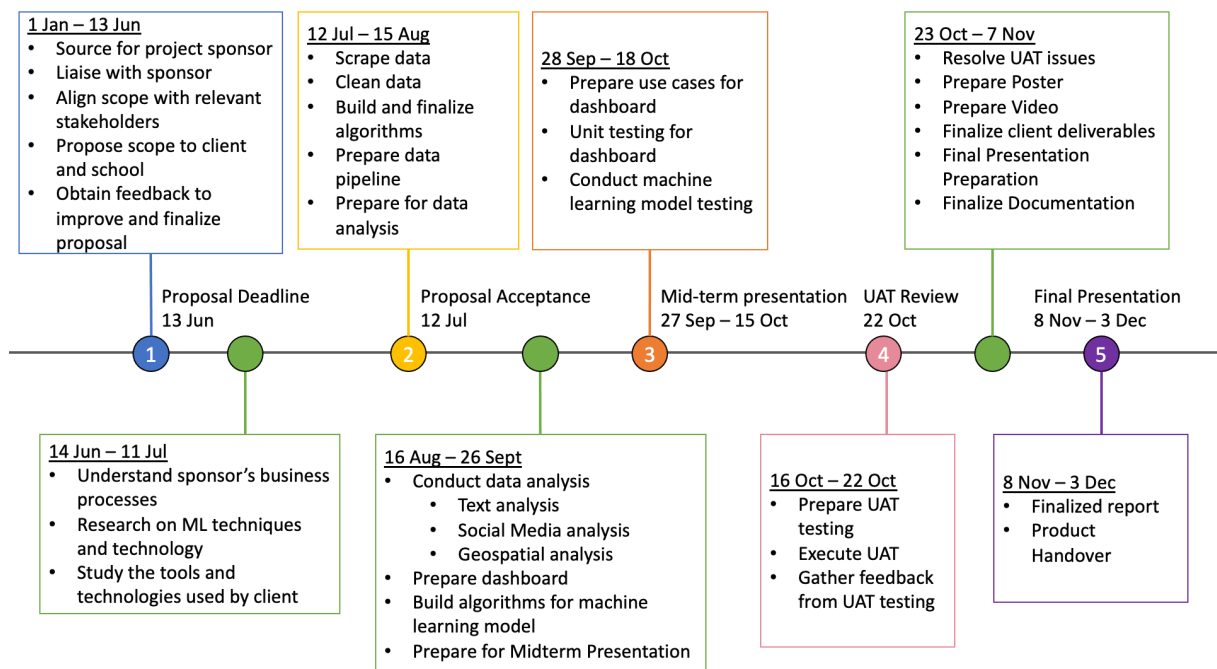 1 Jan – 13 Jun
• Source for project sponsor
• Liaise with sponsor
• Align scope with relevant
stakeholders
• Propose scope to client
and school
• Obtain feedback to
improve and finalize
proposal
12 Jul – 15 Aug
• Scrape data
• Clean data
• Build and finalize
algorithms
• Prepare data
pipeline
• Prepare for data
analysis
28 Sep – 18 Oct
• Prepare use cases for
dashboard
• Unit testing for
dashboard
• Conduct machine
learning model testing
23 Oct – 7 Nov
• Resolve UAT issues
• Prepare Poster
• Prepare Video
• Finalize client deliverables
• Final Presentation
Preparation
• Finalize Documentation
Proposal Deadline
13 Jun
Proposal Acceptance
12 Jul
Mid-term presentation
27 Sep – 15 Oct
UAT Review
22 Oct
Final Presentation
8 Nov – 3 Dec
1
2
3
4
5
14 Jun – 11 Jul
• Understand sponsor’s business
processes
• Research on ML techniques
and technology
• Study the tools and
technologies used by client
16 Aug – 26 Sept
• Conduct data analysis
• Text analysis
• Social Media analysis
• Geospatial analysis
• Prepare dashboard
• Build algorithms for machine
learning model
• Prepare for Midterm Presentation
16 Oct – 22 Oct
• Prepare UAT
testing
• Execute UAT
• Gather feedback
from UAT testing
8 Nov – 3 Dec
• Finalized report
• Product
Handover